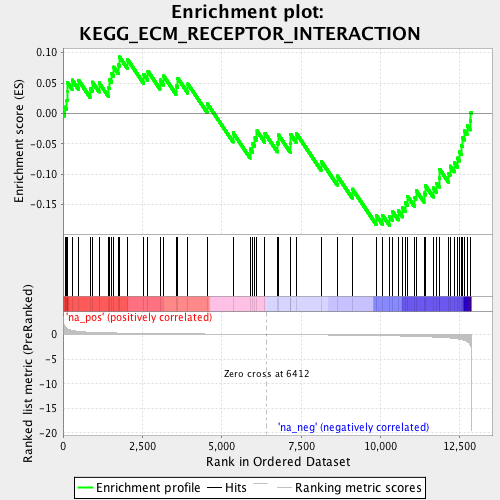 Enrichment plot:
KEGG_ECM_RECEPTOR_INTERACTION
Enrichment score (ES)
0.10
0.05
0.00
-0.05
-0.10
-0.15
'na_pos' (positively correlated)
Ranked list metric (PreRanked)
0
-5
-10
-15
-20
Zero cross at 6412
'na_neg' (negatively correlated)
0
2,500
5,000
7,500
10,000
12,500
Rank in Ordered Dataset
Enrichment profile
Hits
Ranking metric scores